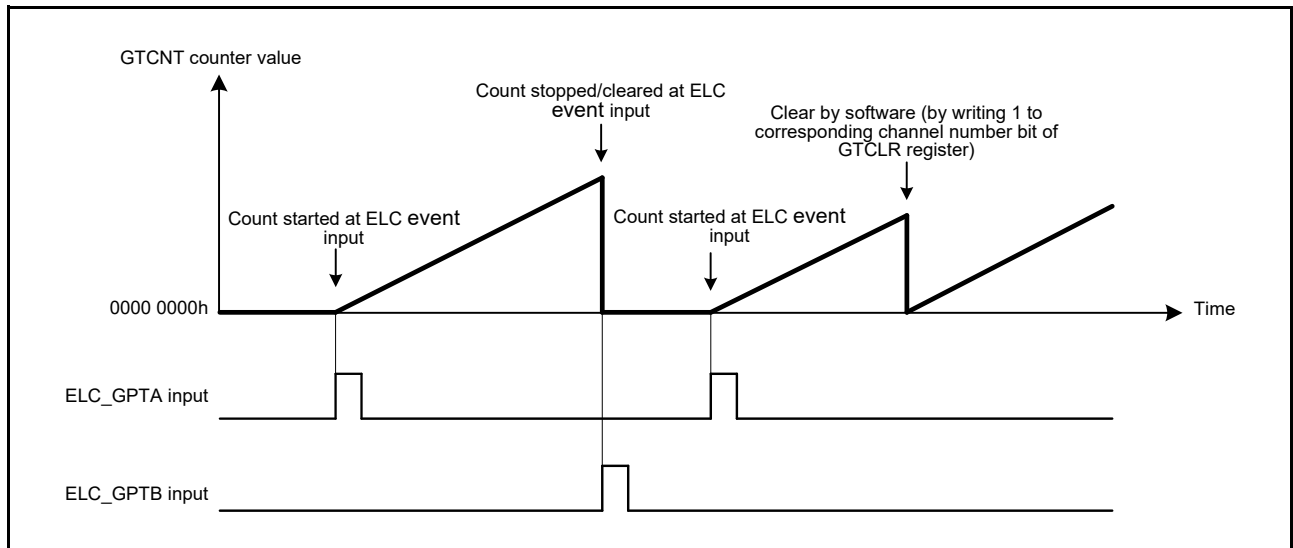 GTCNT counter value
Count stopped/cleared at ELC
event input
Clear by software (by writing 1 to
corresponding channel number bit of
GTCLR register)
Count started at ELC event
input
Count started at ELC event
input
0000 0000h
Time
ELC_GPTA input
ELC_GPTB input